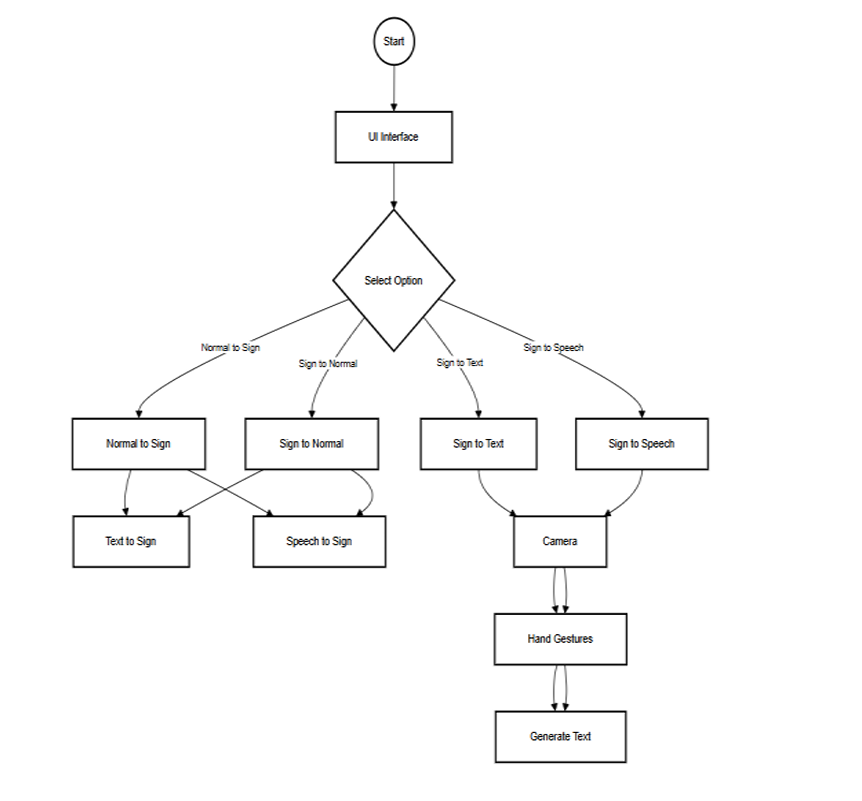 Start
UI Interface
Select Option
Normal to Sign
Sign to Normal
Sign to Text
Sign to Speech
Normal to Sign
Sign to Normal
Sign to Text
Sign to Speech
Text to Sign
Speech to Sign
Camera
Hand Gestures
Generate Text